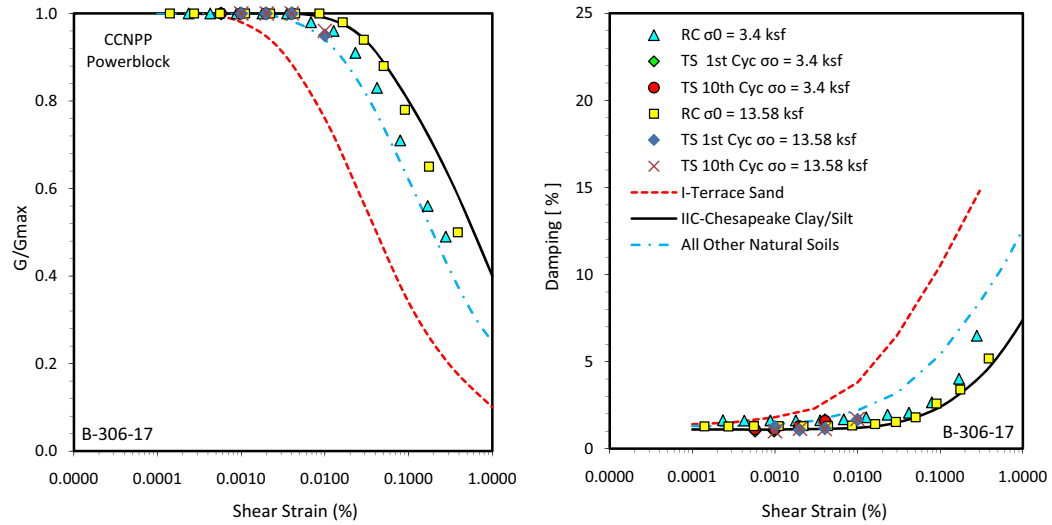 CCNPP
Powerblock
G/Gmax
1.0
0.8
0.6
0.4
0.2
0.0
B-306-17
0.0000 0.0001 0.0010 0.0100 0.1000 1.0000
Shear Strain (%)
Damping [ % ]
25
20
15
10
5
0
RC σ0 = 3.4 ksf
TS 1st Cyc σo = 3.4 ksf
TS 10th Cyc σo = 3.4 ksf
RC σ0 = 13.58 ksf
TS 1st Cyc σo = 13.58 ksf
TS 10th Cyc σo = 13.58 ksf
I-Terrace Sand
IIC-Chesapeake Clay/Silt
All Other Natural Soils
B-306-17
0.0000 0.0001 0.0010 0.0100 0.1000 1.0000
Shear Strain (%)